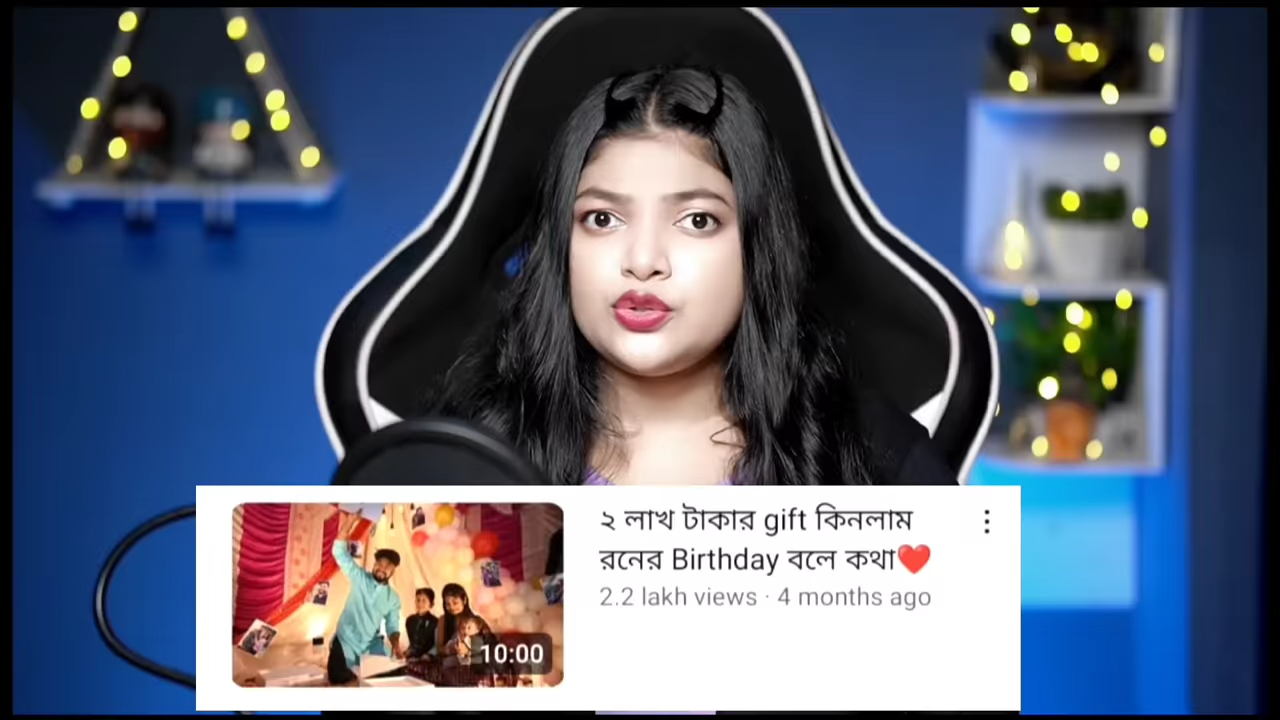 ২ লাখ টাকার gift কিনলাম
রনের Birthday বলে কথা❤️
2.2 lakh views · 4 months ago
10:00